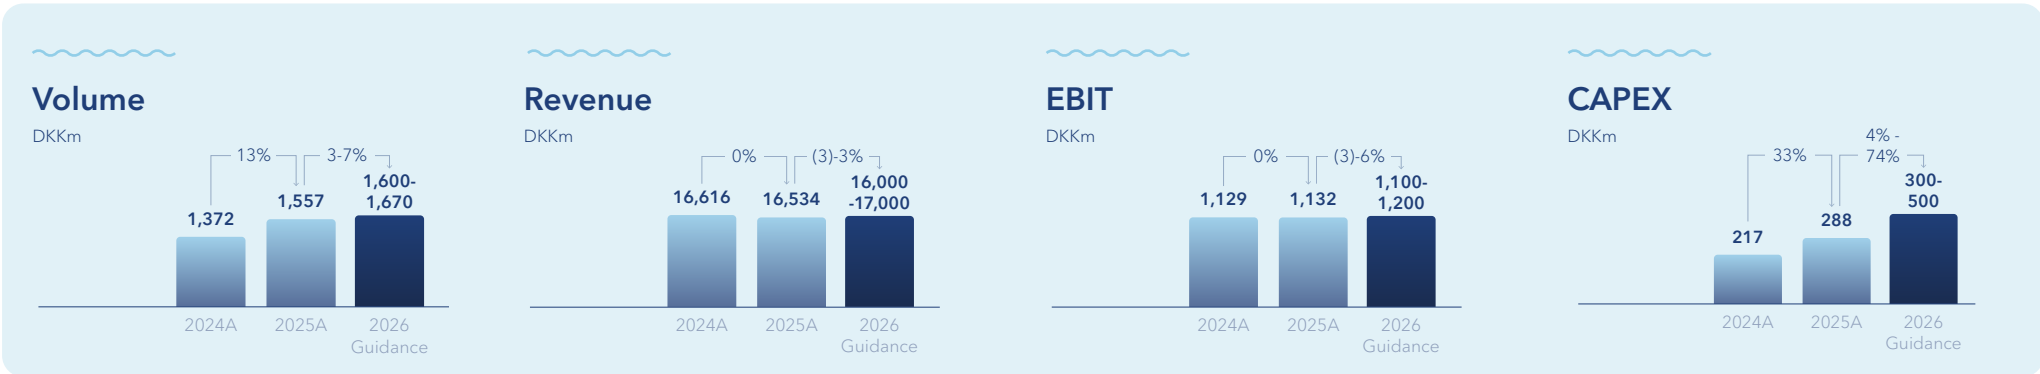 Volume
DKKm
13%
3-7%
1,372
1,557
1,600-
1,670
2024A
2025A
2026
Guidance
Revenue
DKKm
0%
(3)-3%
16,616
16,534
16,000
-17,000
2024A
2025A
2026
Guidance
EBIT
DKKm
0%
(3)-6%
1,129
1,132
1,100-
1,200
2024A
2025A
2026
Guidance
CAPEX
DKKm
33%
4% -
74%
217
288
300-
500
2024A
2025A
2026
Guidance